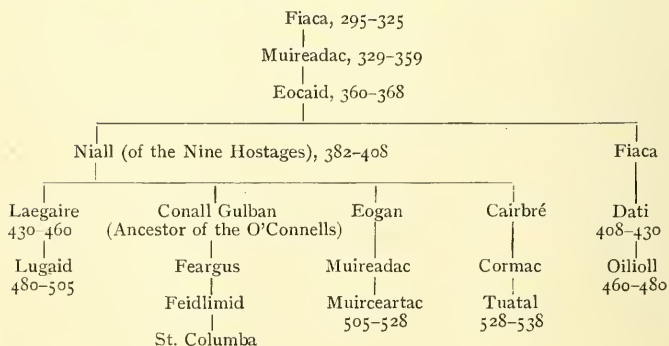 Fiaca, 295–325
Muireadac, 329–359
Eocaid, 360–368
Niall (of the Nine Hostages), 382–408 Fiaca
Laegaire Conall Gulban Eogan Cairbré Dati
430–460 (Ancestor of the O'Connells) 408–430
Lugaid Feargus Muireadac Cormac Oilioll
480–505 460–480
Feidlimid Muirceartac Tuatal
505–528 528–538
St. Columba